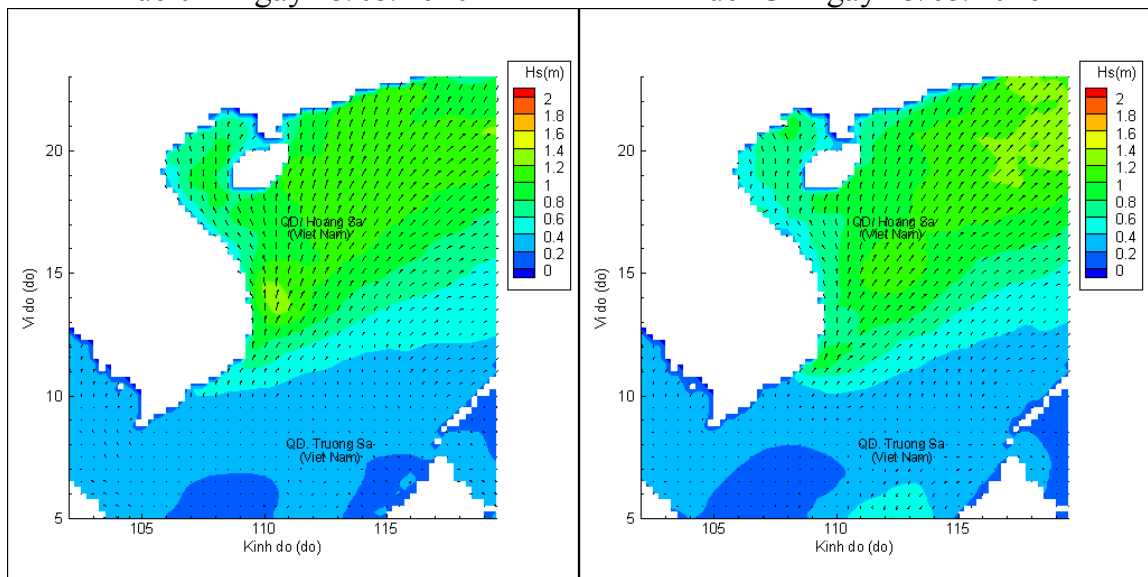 Hs(m)
2
1.8
1.6
1.4
1.2
1
0.8
0.6
0.4
0.2
0
20
15
10
5
Vi do (do)
QD. Hoang Sa
(Viet Nam)
QD. Truong Sa
(Viet Nam)
105
110
115
Kinh do (do)
Hs(m)
2
1.8
1.6
1.4
1.2
1
0.8
0.6
0.4
0.2
0
20
15
10
5
Vi do (do)
QD. Hoang Sa
(Viet Nam)
QD. Truong Sa
(Viet Nam)
105
110
115
Kinh do (do)